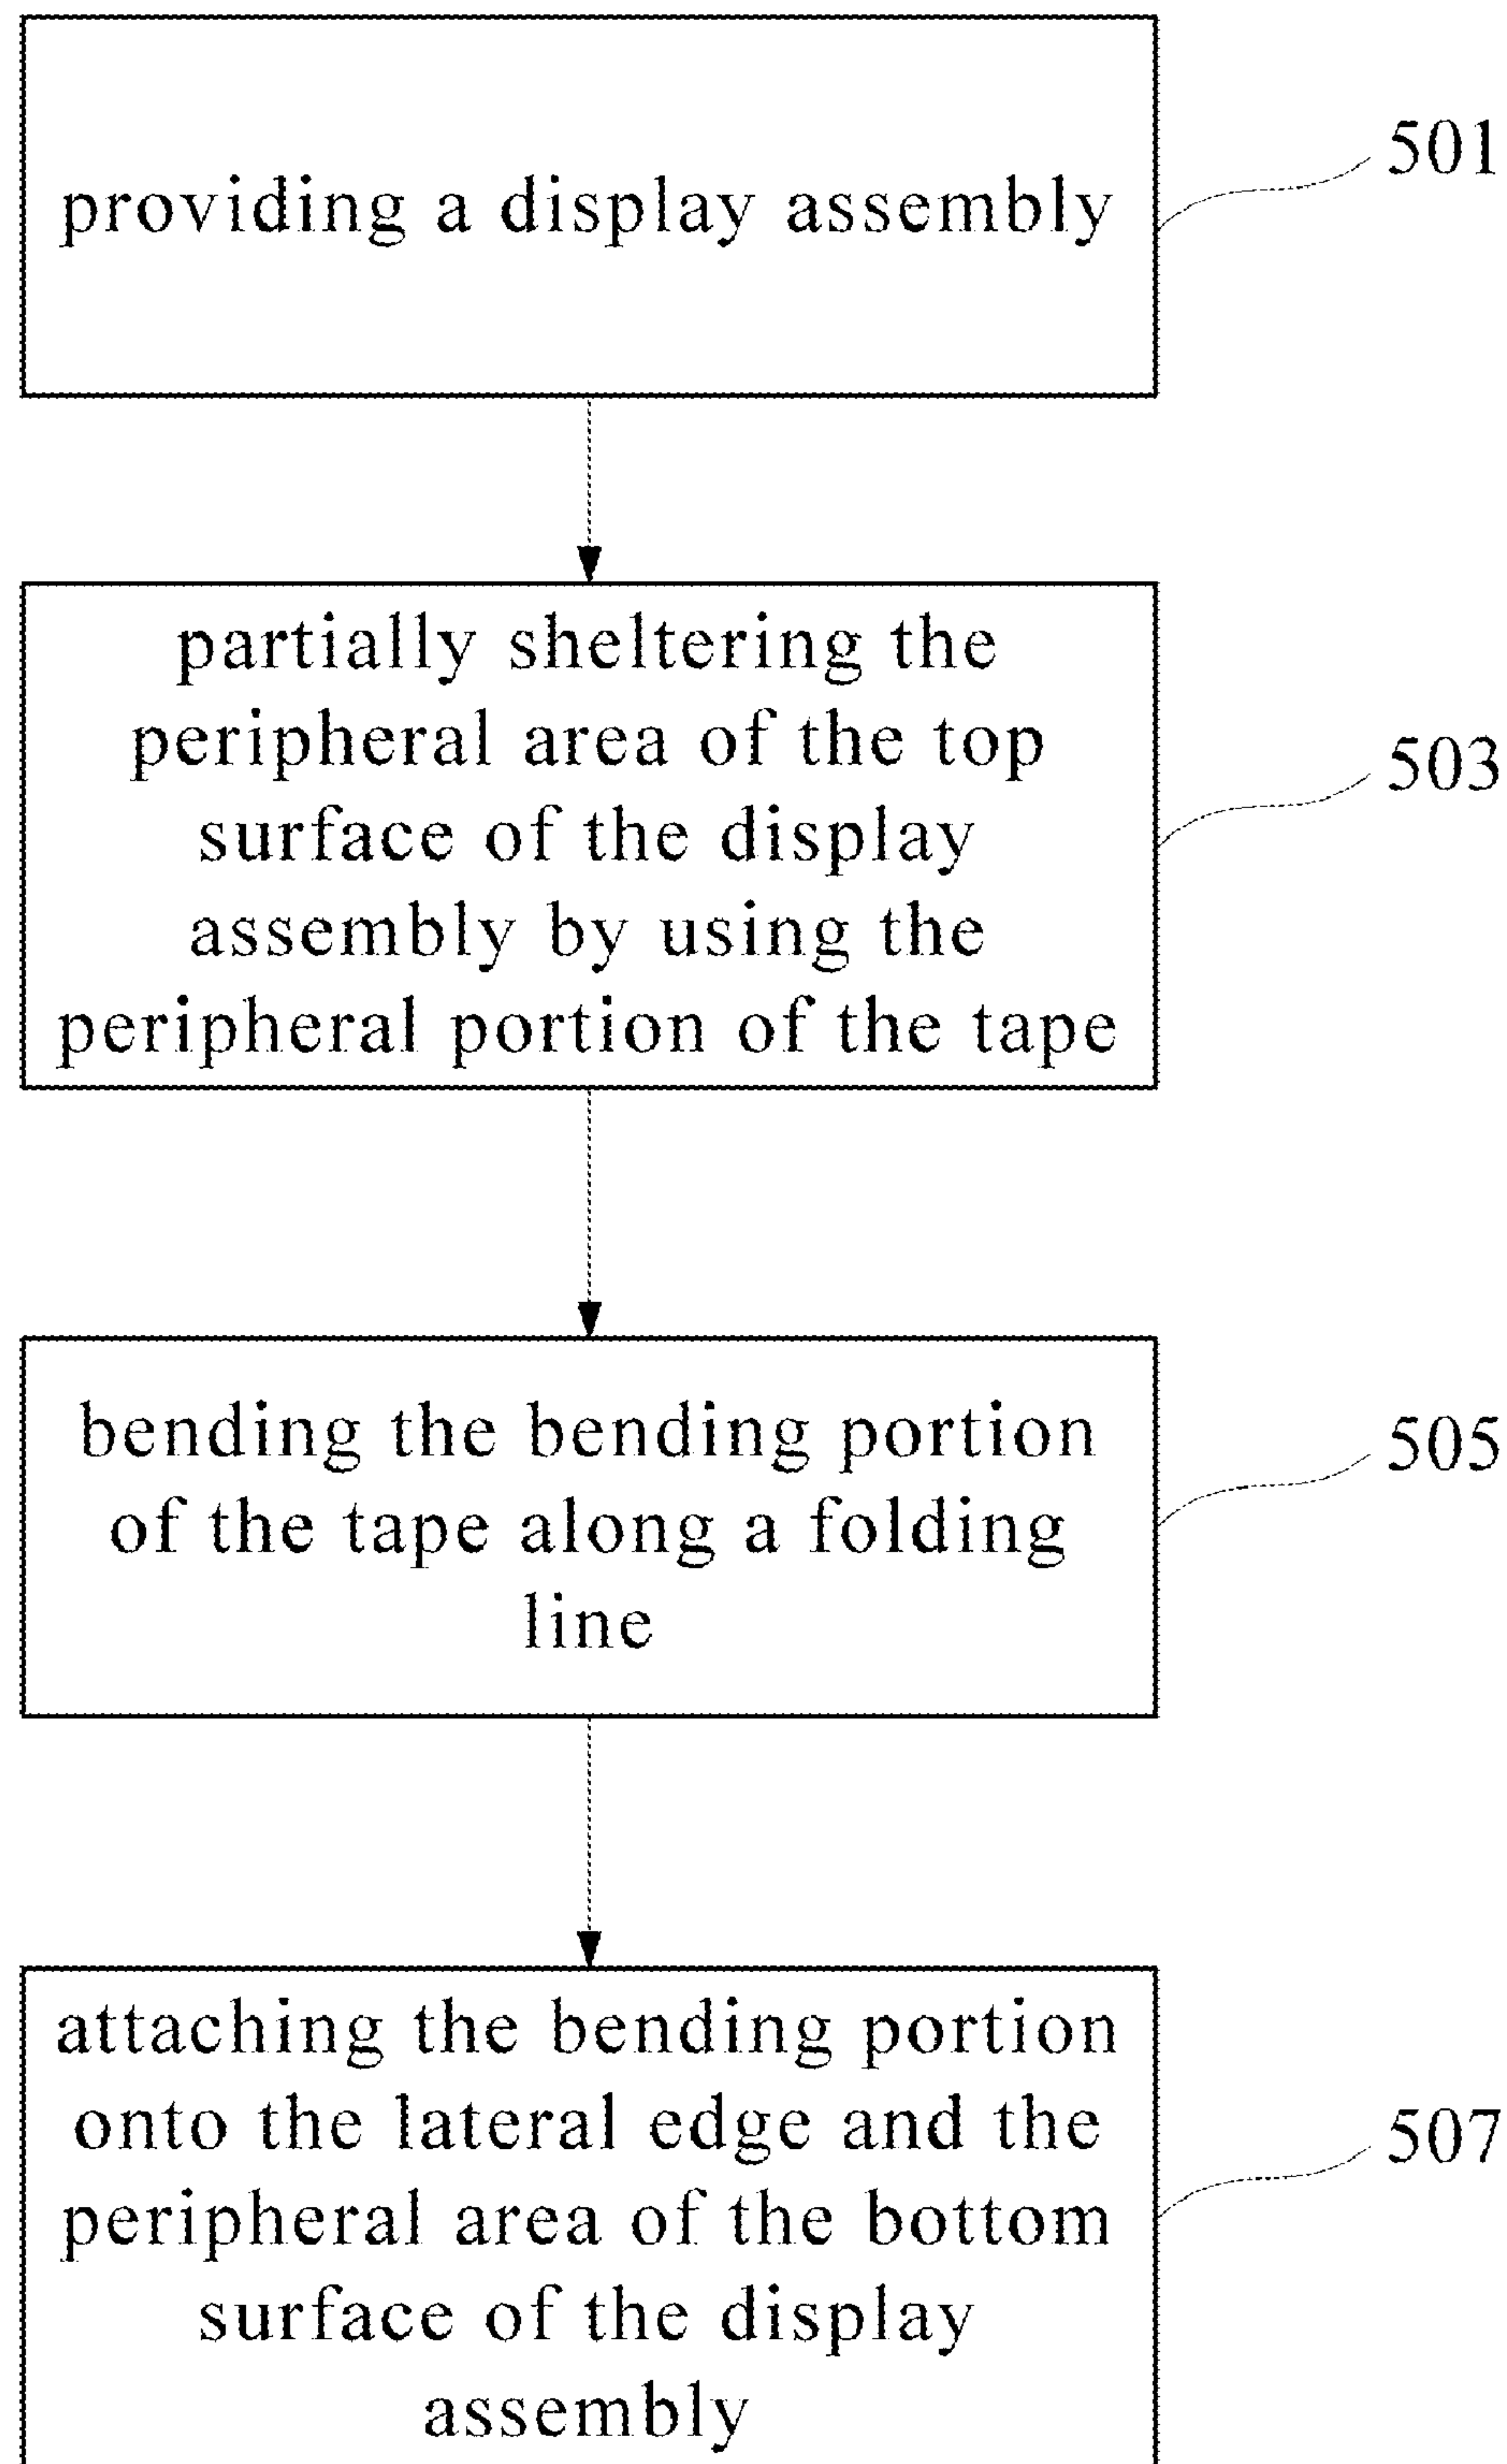 providing a display assembly
501
partially sheltering the
peripheral area of the top
surface of the display
assembly by using the
peripheral portion of the tape
503
bending the bending portion
of the tape along a folding
line
505
attaching the bending portion
onto the lateral edge and the
peripheral area of the bottom
surface of the display
assembly
507